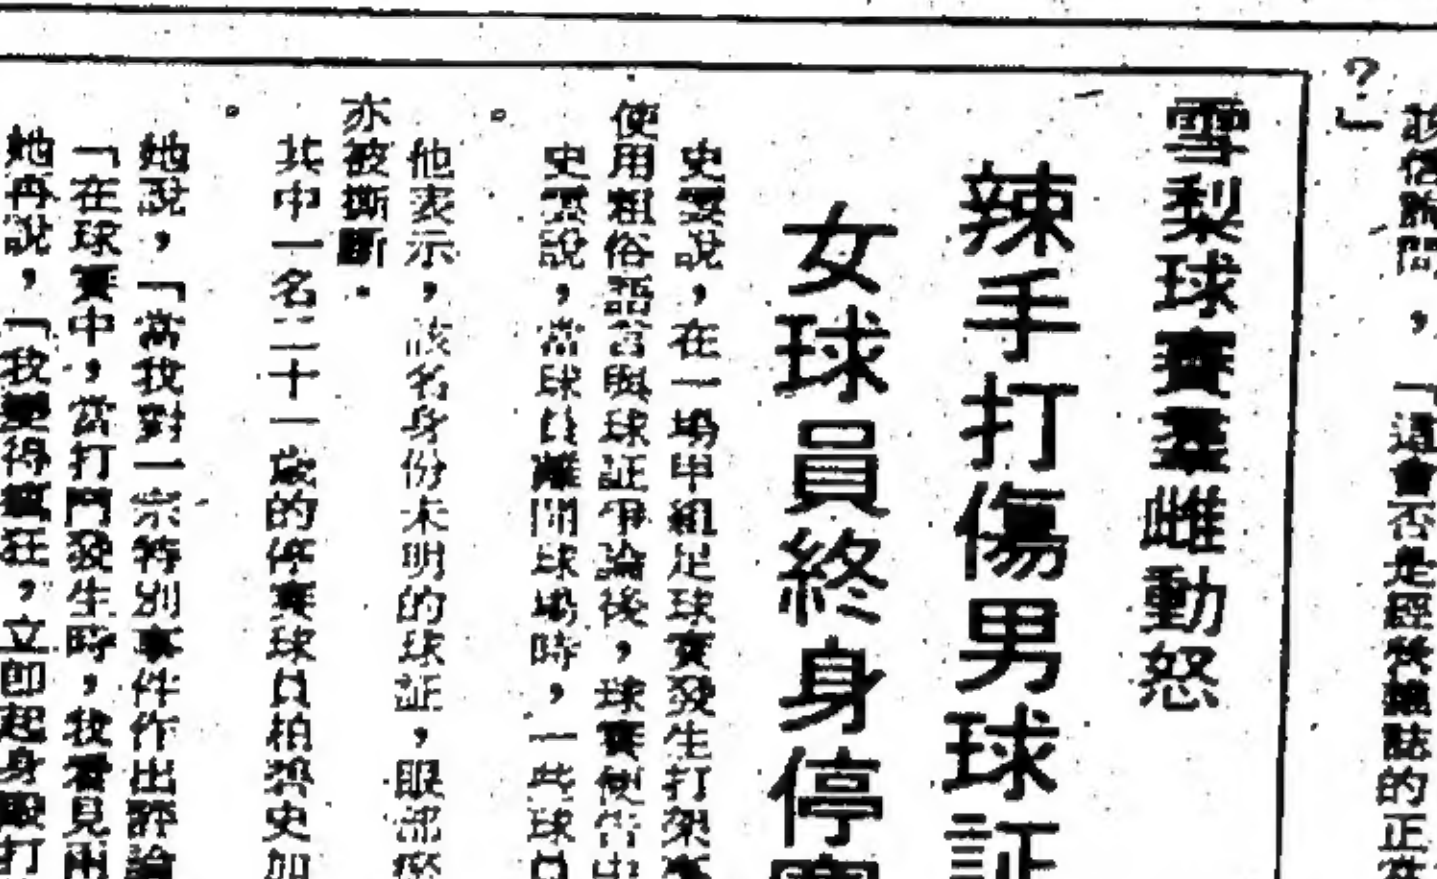 ？」
於信詢問，「這會否是經營雜誌的正在
雪梨球賽羣雌動怒
辣手打傷男球証
女球員終身停賽
史雲說，在一場甲組足球賽發生打架事
使用粗俗語言與球証爭論後，球賽便告出
史雲說，當球員離開球場時，一些球員
。
他表示，該名身份未明的球証，眼部瘀
亦被撕斷．
其中一名二十一歲的停賽球員柏 史加
。
她說，「當我對一宗特別事件作出評論
「在球賽中，當打鬥發生時，我看見兩
她再說，「我變得瘋狂，立即起身毆打